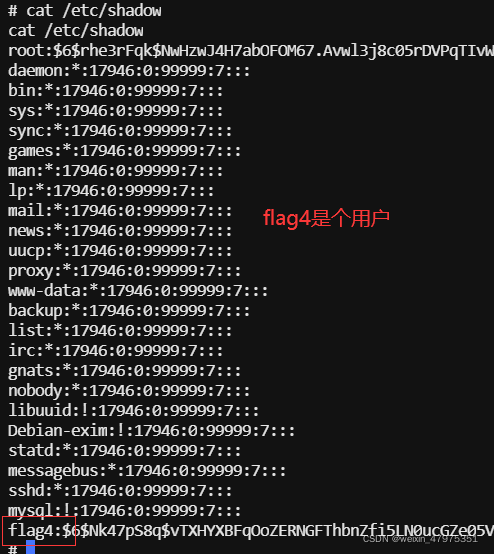 # cat /etc/shadow
cat /etc/shadow
root:$6$rhe3rFqk$NwHzwJ4H7abOFOM67.Avwl3j8c05rDVPqTIvW
daemon:*:17946:0:99999:7:::
bin:*:17946:0:99999:7:::
sys:*:17946:0:99999:7:::
sync:*:17946:0:99999:7:::
games:*:17946:0:99999:7:::
man:*:17946:0:99999:7:::
lp:*:17946:0:99999:7:::
mail:*:17946:0:99999:7:::
flag4是个用户
news:*:17946:0:99999:7:::
uucp:*:17946:0:99999:7:::
proxy:*:17946:0:99999:7:::
www-data:*:17946:0:99999:7:::
backup:*:17946:0:99999:7:::
list:*:17946:0:99999:7:::
irc:*:17946:0:99999:7:::
gnats:*:17946:0:99999:7:::
nobody:*:17946:0:99999:7:::
libuuid:!:17946:0:99999:7:::
Debian-exim:!:17946:0:99999:7:::
statd:*:17946:0:99999:7:::
messagebus:*:17946:0:99999:7:::
sshd:*:17946:0:99999:7:::
mysql:!:17946:0:99999:7:::
flag4:$6$Nk47pS8q$vTXHYXBFqOoZERNGFThbnZfi5LN0ucGZe05V
#
CSDN @weixin_47975351